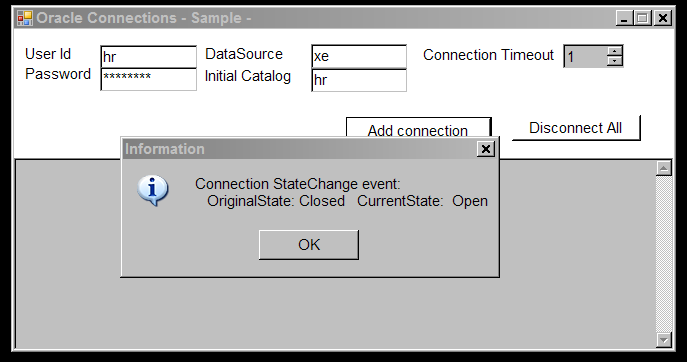 Oracle Connections - Sample -
User Id hr DataSource xe Connection Timeout 1
Password ******** Initial Catalog hr
Add connection Disconnect All
Information
Connection StateChange event:
OriginalState: Closed CurrentState: Open
OK